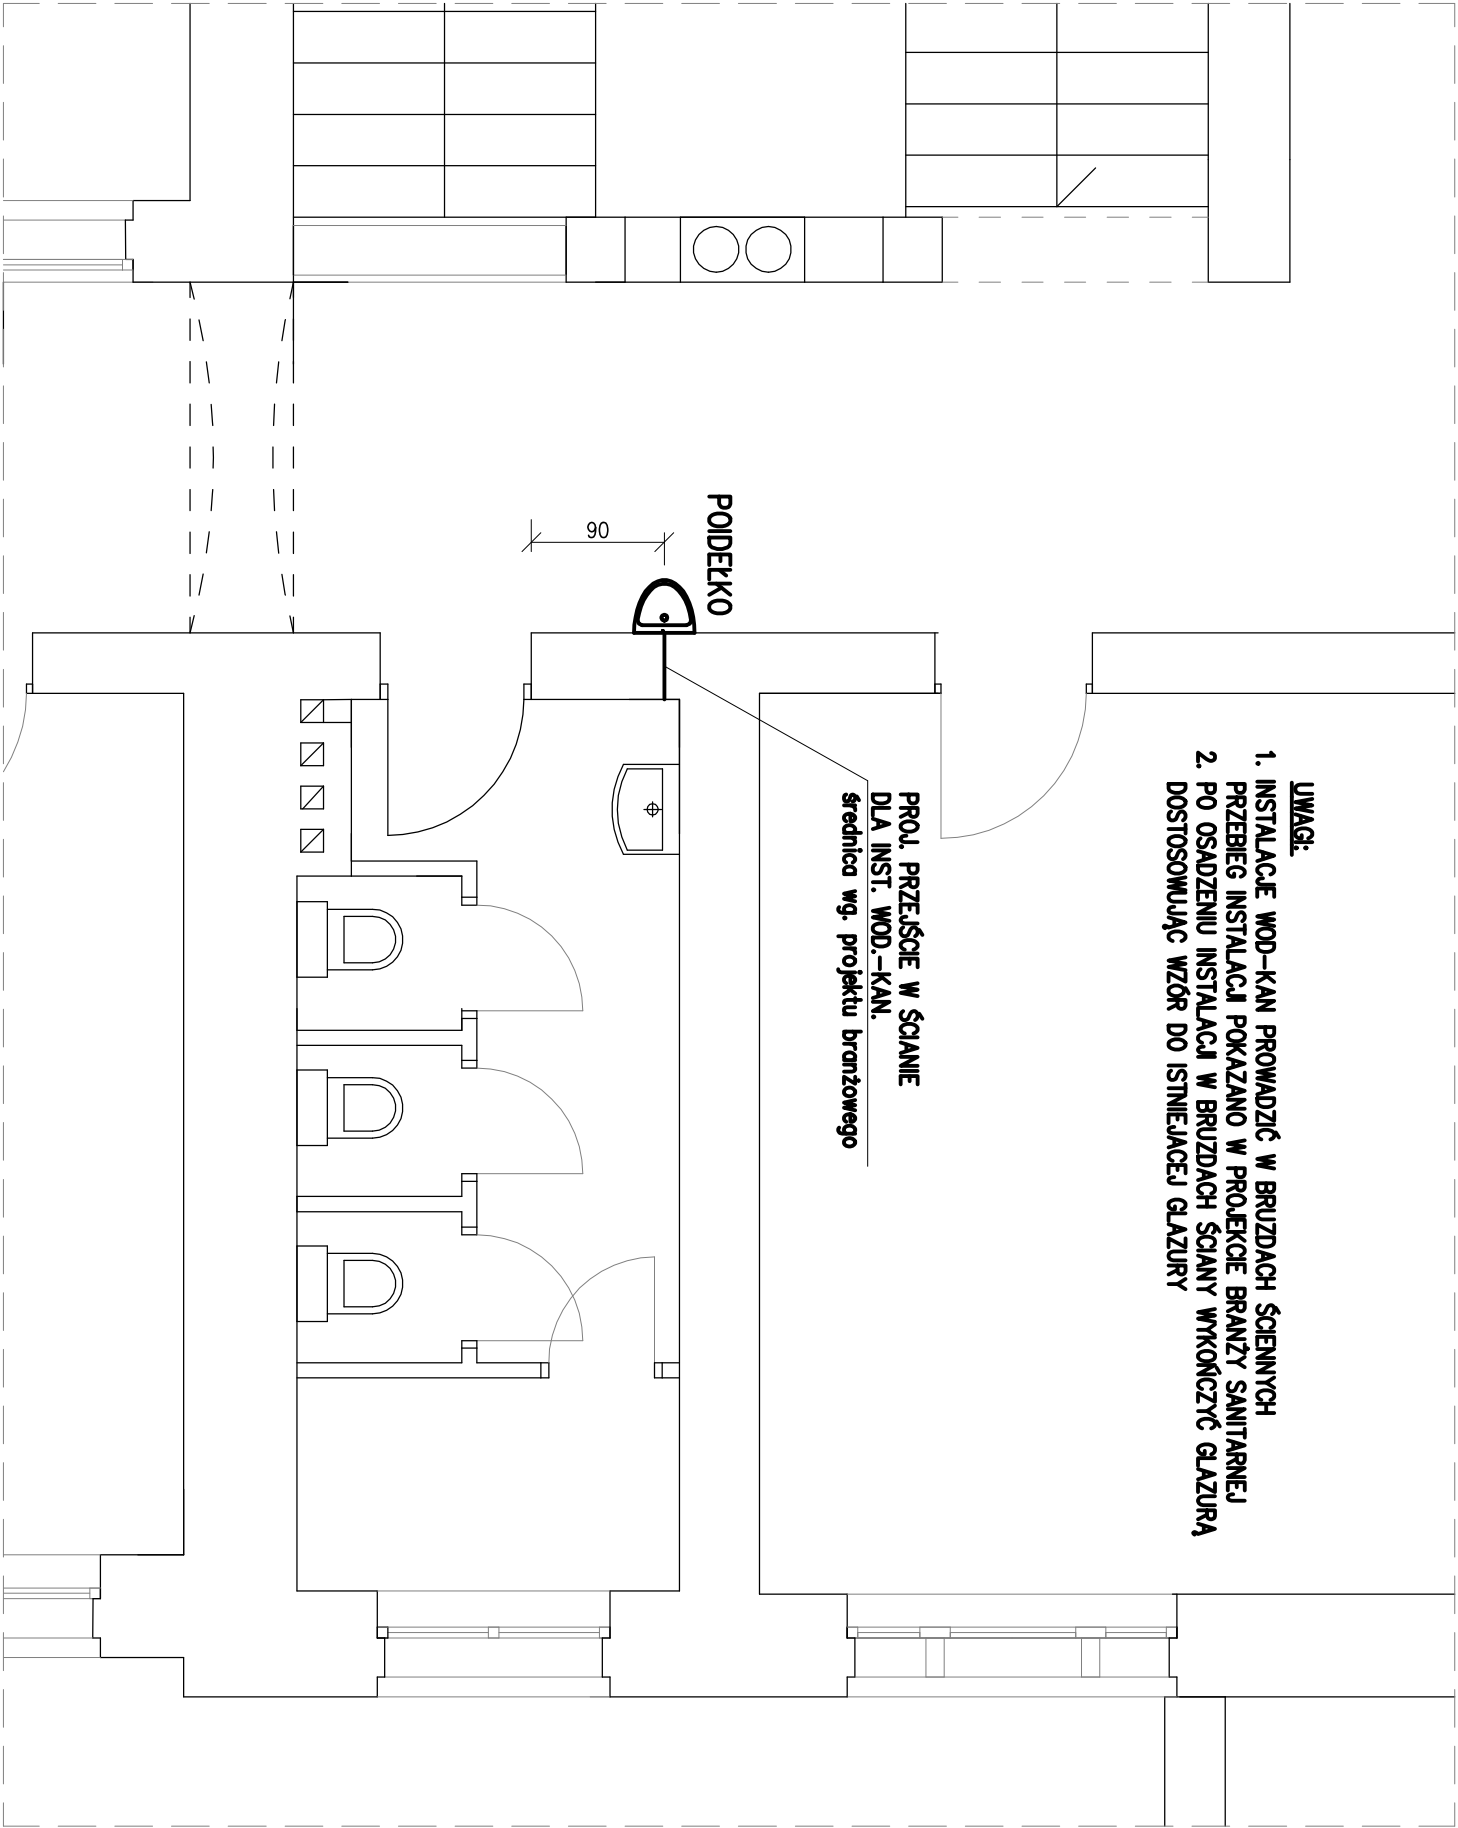 UWAGI:
1. INSTALACJE WOD-KAN PROWADZIĆ W BRUZDACH ŚCIENNYCH
PRZEBIEG INSTALACJI POKAZANO W PROJEKCIE BRANŻY SANITARNEJ
2. PO OSADZENIU INSTALACJI W BRUZDACH ŚCIANY WYKOŃCZYĆ GLAZURĄ
DOSTOSOWUJĄC WZÓR DO ISTNIEJACEJ GLAZURY
PROJ. PRZEJŚCIE W ŚCIANIE
DLA INST. WOD.-KAN.
średnica wg. projektu branżowego
POIDEŁKO
90